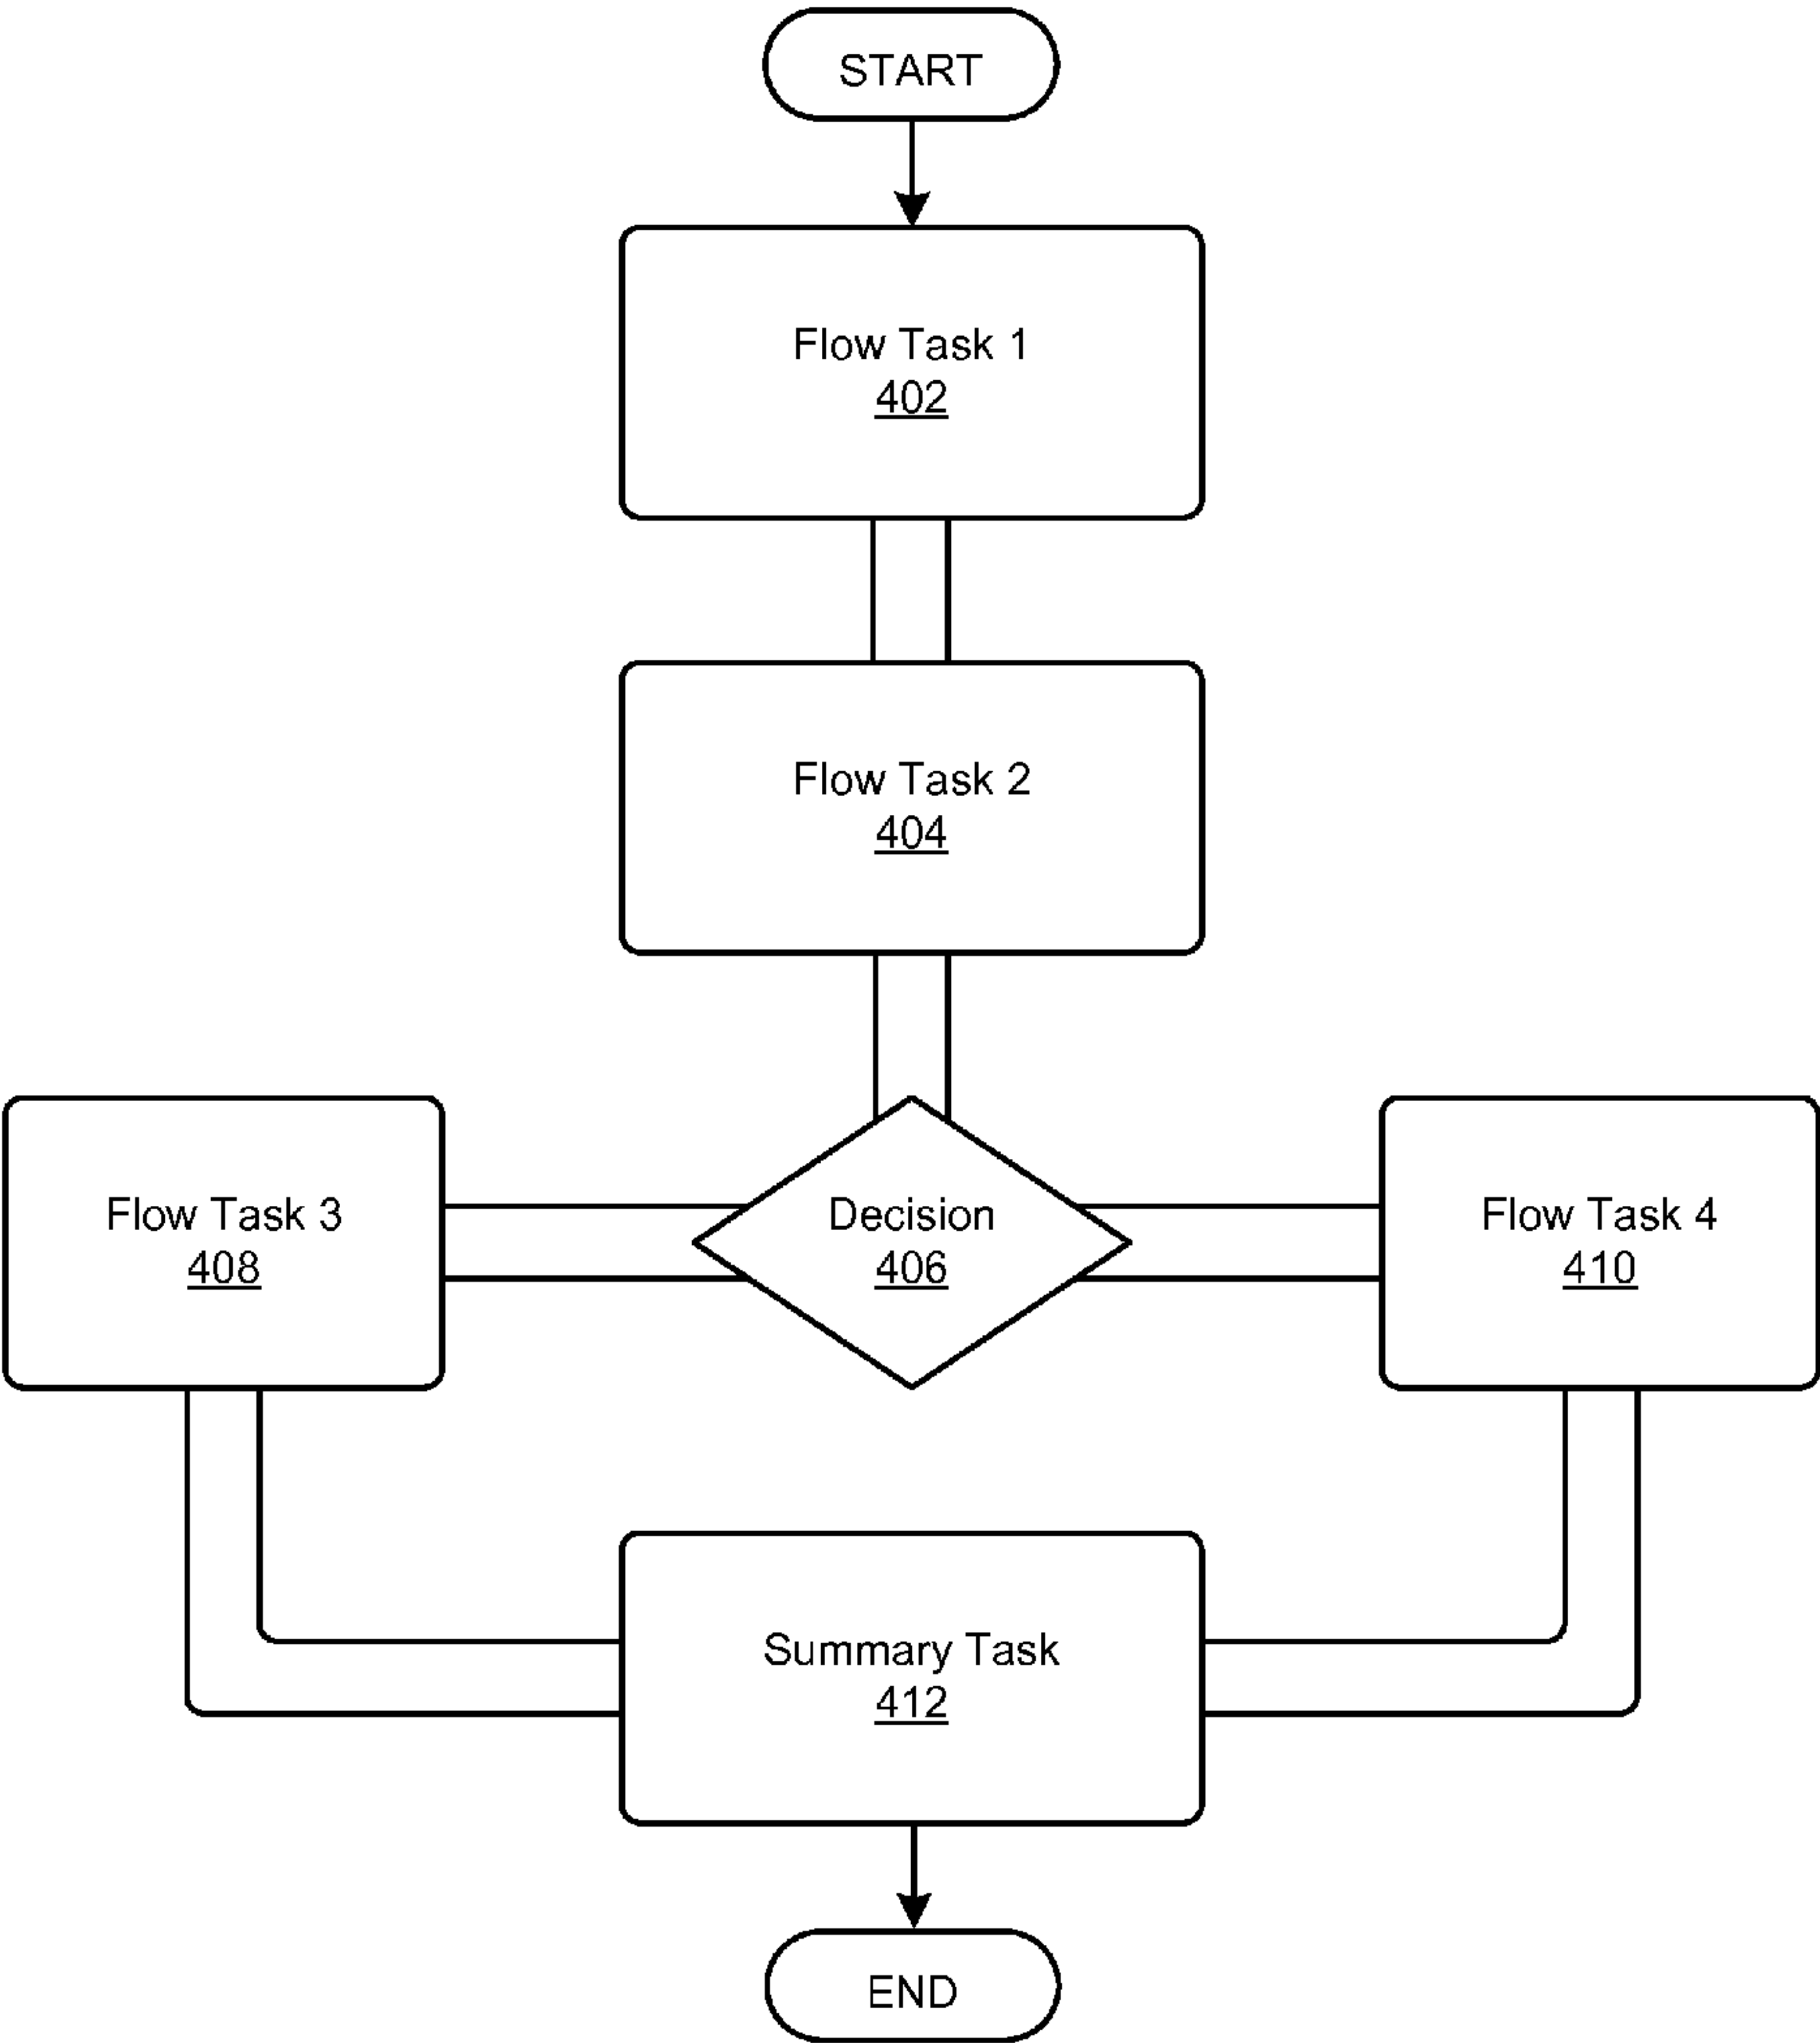 START
Flow Task 1
402
Flow Task 2
404
Flow Task 3
408
Decision
406
Flow Task 4
410
Summary Task
412
END